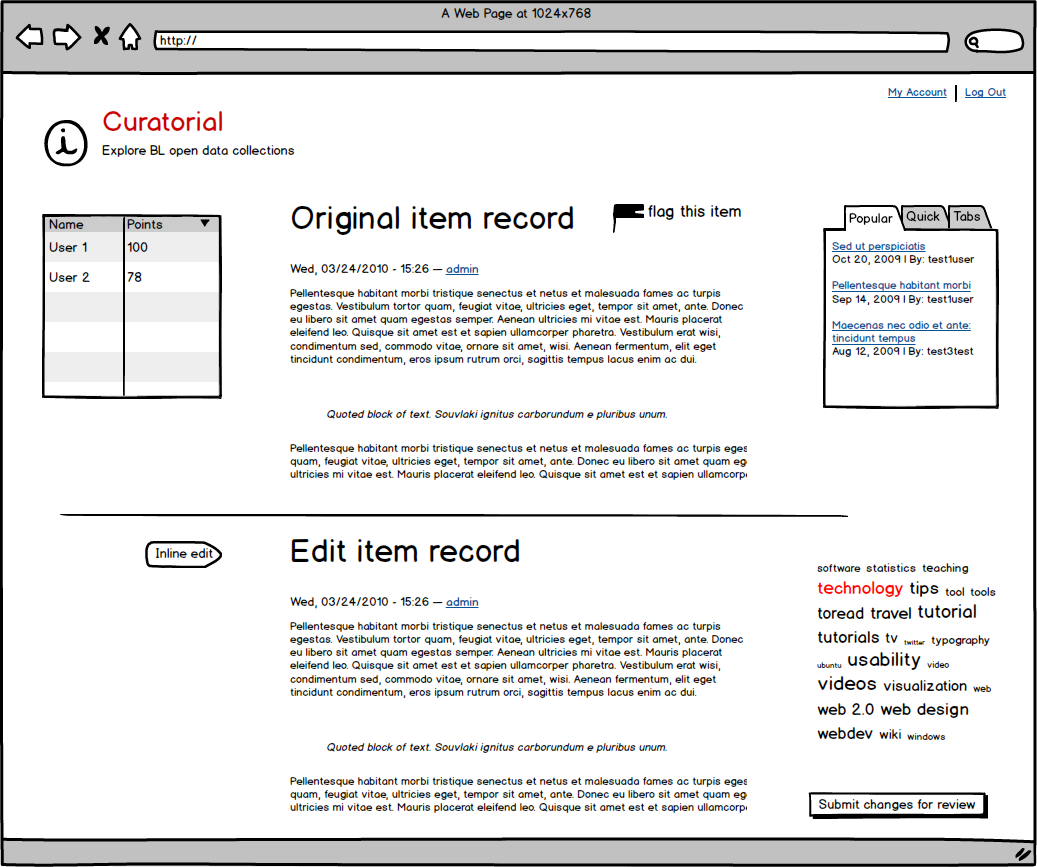 A Web Page at 1024x768
http://
My Account | Log Out
i
Curatorial
Explore BL open data collections
Name Points
User 1 100
User 2 78
Original item record
flag this item
Wed, 03/24/2010 - 15:26 — admin
Pellentesque habitant morbi tristique senectus et netus et malesuada fames ac turpis
egestas. Vestibulum tortor quam, feugiat vitae, ultricies eget, tempor sit amet, ante. Donec
eu libero sit amet quam egestas semper. Aenean ultricies mi vitae est. Mauris placerat
eleifend leo. Quisque sit amet est et sapien ullamcorper pharetra. Vestibulum erat wisi,
condimentum sed, commodo vitae, ornare sit amet, wisi. Aenean fermentum, elit eget
tincidunt condimentum, eros ipsum rutrum orci, sagittis tempus lacus enim ac dui.
Quoted block of text. Souvlaki ignitus carborundum e pluribus unum.
Pellentesque habitant morbi tristique senectus et netus et malesuada fames ac turpis eges
quam, feugiat vitae, ultricies eget, tempor sit amet, ante. Donec eu libero sit amet quam eg
ultricies mi vitae est. Mauris placerat eleifend leo. Quisque sit amet est et sapien ullamcorp
Popular Quick Tabs
Sed ut perspiciatis
Oct 20, 2009 | By: test1user
Pellentesque habitant morbi
Sep 14, 2009 | By: test1user
Maecenas nec odio et ante:
tincidunt tempus
Aug 12, 2009 | By: test3test
Inline edit
Edit item record
Wed, 03/24/2010 - 15:26 — admin
Pellentesque habitant morbi tristique senectus et netus et malesuada fames ac turpis
egestas. Vestibulum tortor quam, feugiat vitae, ultricies eget, tempor sit amet, ante. Donec
eu libero sit amet quam egestas semper. Aenean ultricies mi vitae est. Mauris placerat
eleifend leo. Quisque sit amet est et sapien ullamcorper pharetra. Vestibulum erat wisi,
condimentum sed, commodo vitae, ornare sit amet, wisi. Aenean fermentum, elit eget
tincidunt condimentum, eros ipsum rutrum orci, sagittis tempus lacus enim ac dui.
Quoted block of text. Souvlaki ignitus carborundum e pluribus unum.
Pellentesque habitant morbi tristique senectus et netus et malesuada fames ac turpis eges
quam, feugiat vitae, ultricies eget, tempor sit amet, ante. Donec eu libero sit amet quam eg
ultricies mi vitae est. Mauris placerat eleifend leo. Quisque sit amet est et sapien ullamcorp
software statistics teaching
technology tips tool tools
toread travel tutorial
tutorials tv twitter typography
ubuntu usability video
videos visualization web
web 2.0 web design
webdev wiki windows
Submit changes for review